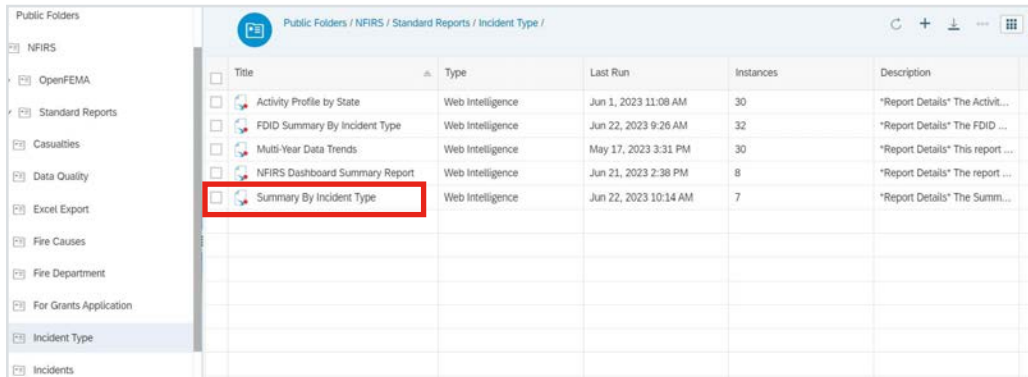 Public Folders
NFIRS
OpenFEMA
Standard Reports
Casualties
Data Quality
Excel Export
Fire Causes
Fire Department
For Grants Application
Incident Type
Incidents
Public Folders / NFIRS / Standard Reports / Incident Type /
Title Type Last Run Instances Description
Activity Profile by State Web Intelligence Jun 1, 2023 11:08 AM 30 *Report Details* The Activit...
FDID Summary By Incident Type Web Intelligence Jun 22, 2023 9:26 AM 32 *Report Details* The FDID ...
Multi-Year Data Trends Web Intelligence May 17, 2023 3:31 PM 30 *Report Details* This report ...
NFIRS Dashboard Summary Report Web Intelligence Jun 21, 2023 2:38 PM 8 *Report Details* The report ...
Summary By Incident Type Web Intelligence Jun 22, 2023 10:14 AM 7 *Report Details* The Summ...